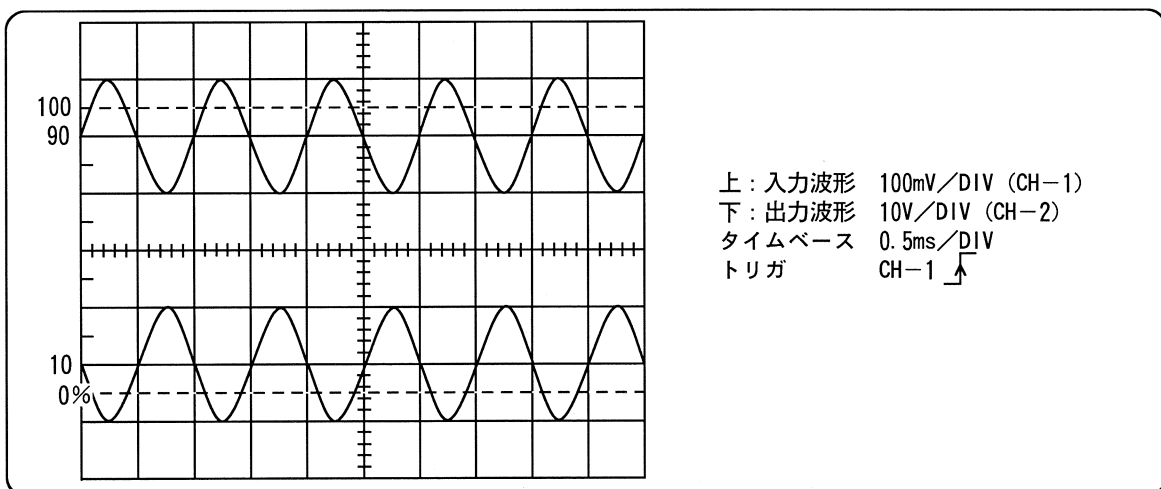 100
90
10
0%
上：入力波形 100mV／DIV (CH－1)
下：出力波形 10V／DIV (CH－2)
タイムベース 0.5ms／DIV
トリガ CH－1